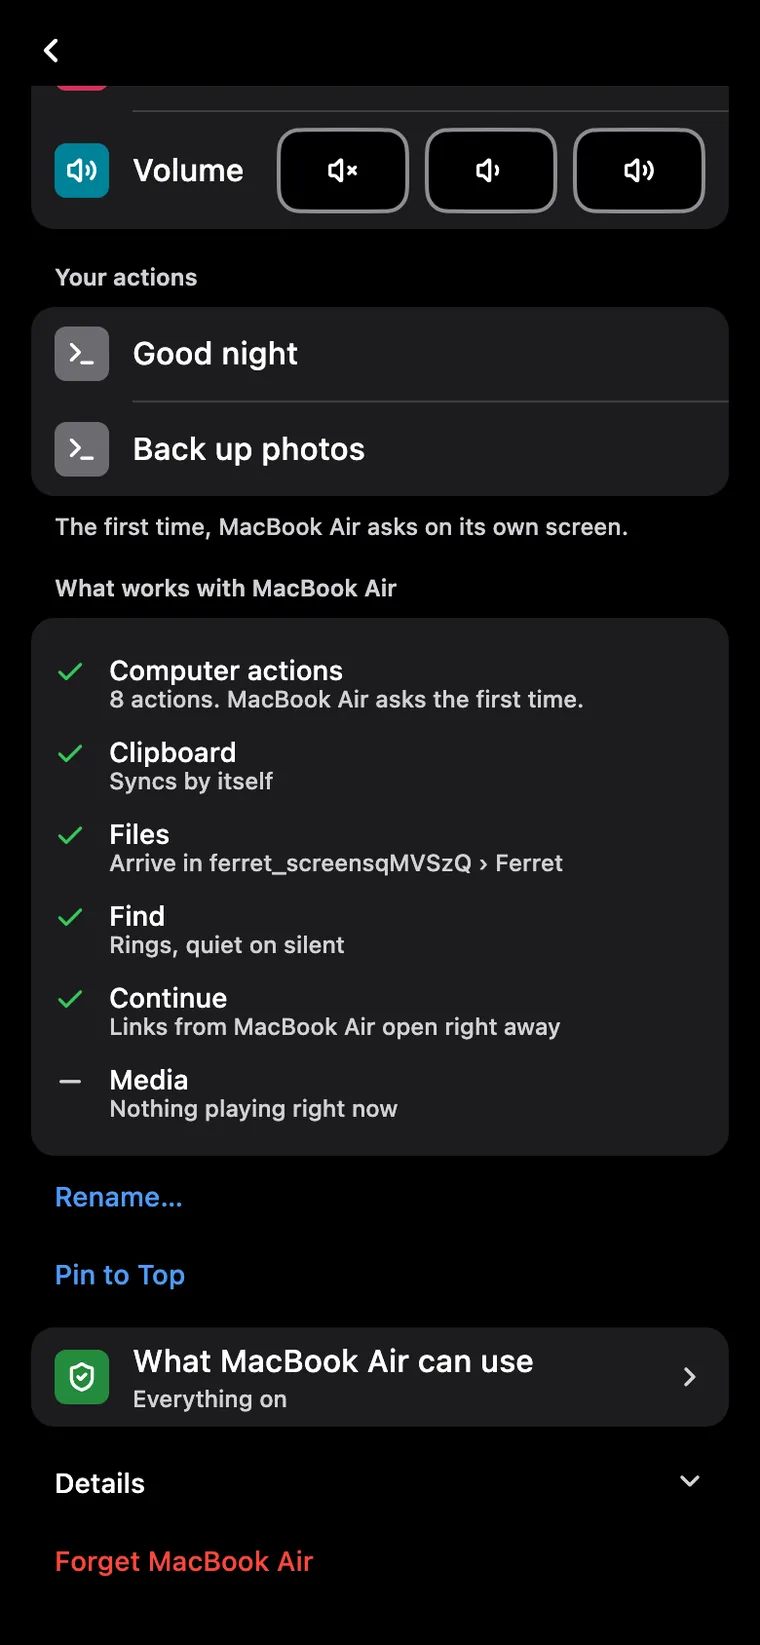 Volume
Your actions
Good night
Back up photos
The first time, MacBook Air asks on its own screen.
What works with MacBook Air
Computer actions
8 actions. MacBook Air asks the first time.
Clipboard
Syncs by itself
Files
Arrive in ferret_screensqMVSzQ › Ferret
Find
Rings, quiet on silent
Continue
Links from MacBook Air open right away
Media
Nothing playing right now
Rename...
Pin to Top
What MacBook Air can use
Everything on
Details
Forget MacBook Air